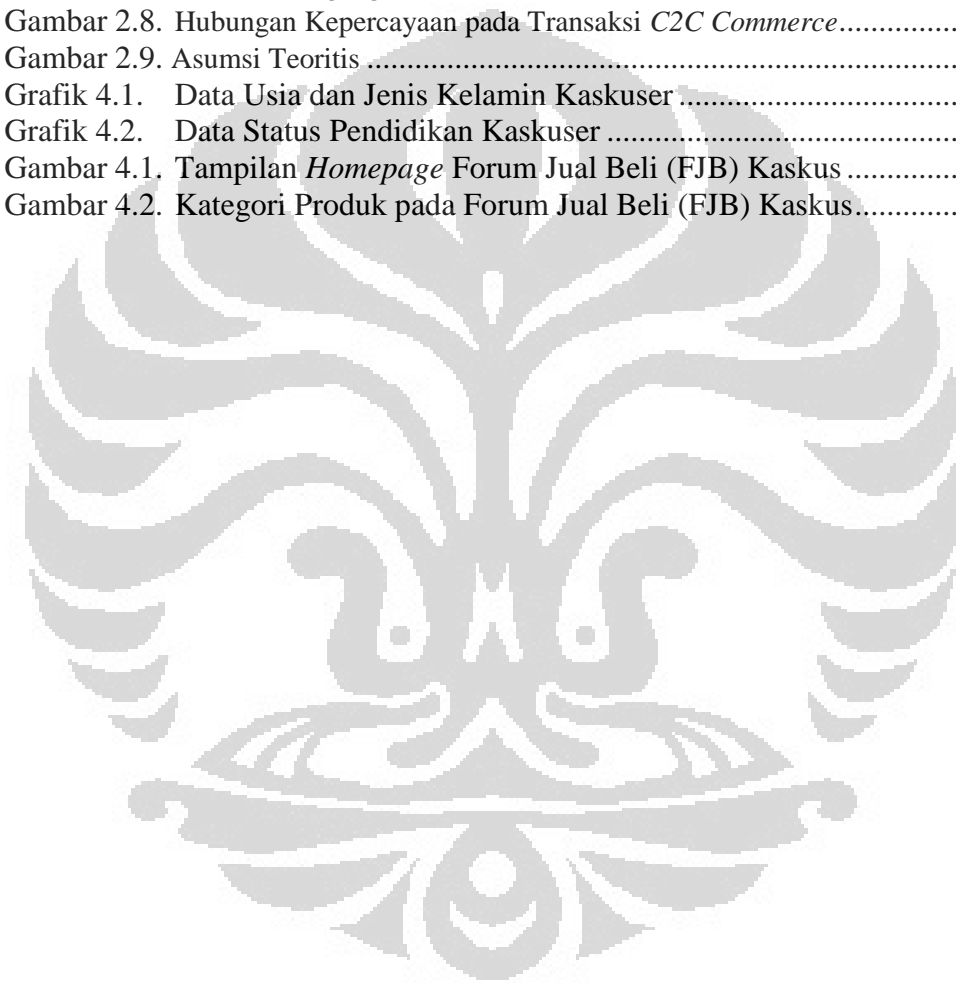 Gambar 2.8. Hubungan Kepercayaan pada Transaksi C2C Commerce...............
Gambar 2.9. Asumsi Teoritis...............................................................................
Grafik 4.1. Data Usia dan Jenis Kelamin Kaskuser...................................
Grafik 4.2. Data Status Pendidikan Kaskuser............................................
Gambar 4.1. Tampilan Homepage Forum Jual Beli (FJB) Kaskus..............
Gambar 4.2. Kategori Produk pada Forum Jual Beli (FJB) Kaskus.............